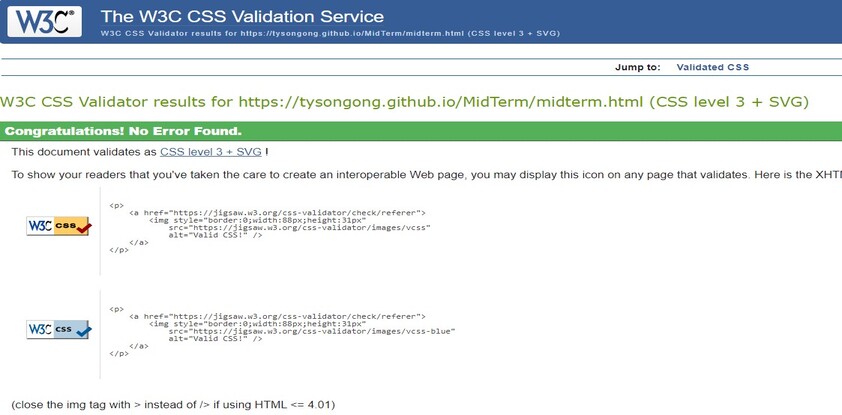 W3C® The W3C CSS Validation Service
W3C CSS Validator results for https://tysongong.github.io/MidTerm/midterm.html (CSS level 3 + SVG)
Jump to: Validated CSS
W3C CSS Validator results for https://tysongong.github.io/MidTerm/midterm.html (CSS level 3 + SVG)
Congratulations! No Error Found.
This document validates as CSS level 3 + SVG !
To show your readers that you've taken the care to create an interoperable Web page, you may display this icon on any page that validates. Here is the
W3C css
<p>
<a href="https://jigsaw.w3.org/css-validator/check/referer">
<img style="border:0;width:88px;height:31px"
src="https://jigsaw.w3.org/css-validator/images/vcss"
alt="Valid CSS!" />
</a>
</p>
W3C css
<p>
<a href="https://jigsaw.w3.org/css-validator/check/referer">
<img style="border:0;width:88px;height:31px"
src="https://jigsaw.w3.org/css-validator/images/vcss-blue"
alt="Valid CSS!" />
</a>
</p>
(close the img tag with > instead of /> if using HTML <= 4.01)